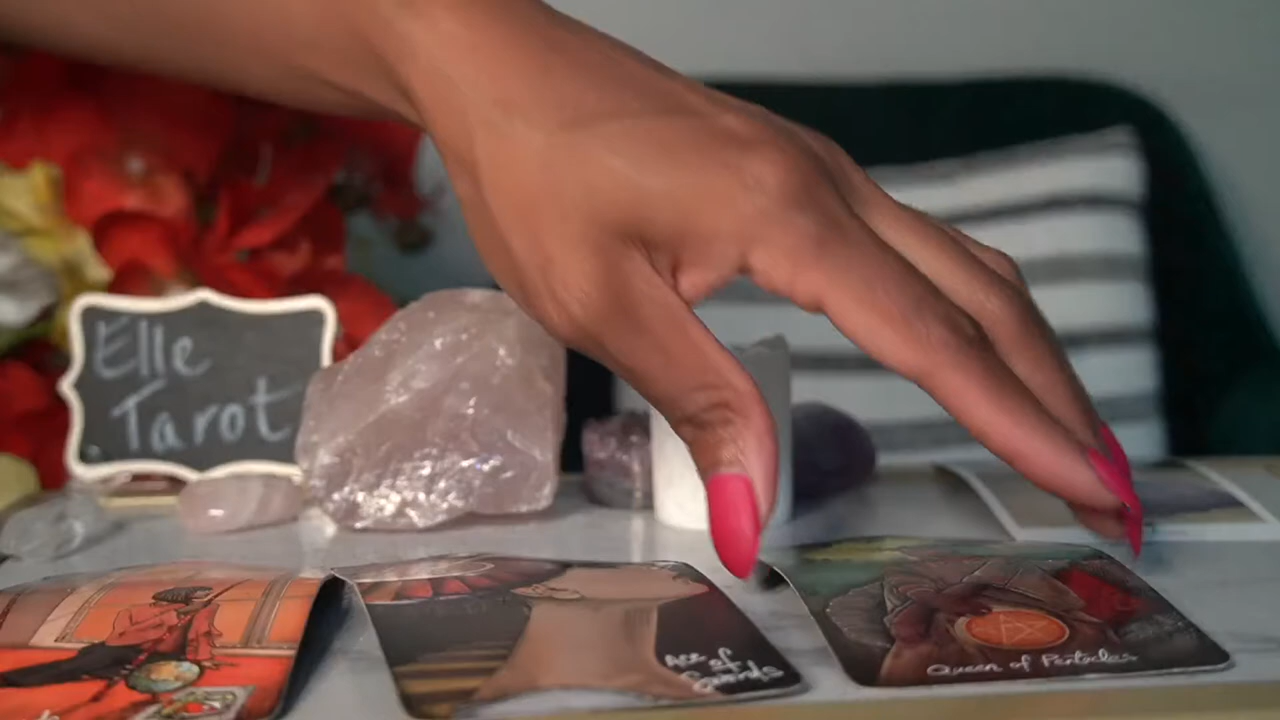 Elle
Tarot
Ace of
Swords
Queen of Pentacles